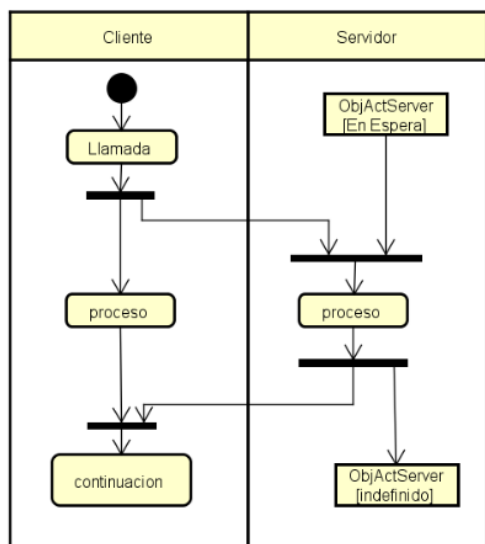 Cliente
Servidor
ObjActServer
[En Espera]
Llamada
proceso
proceso
continuacion
ObjActServer
[indefinido]